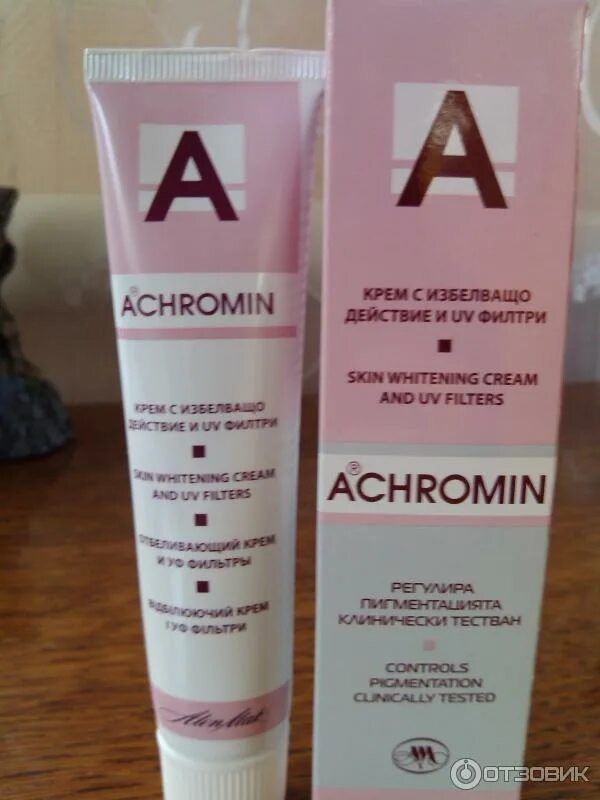 A
ACHROMIN
®
КРЕМ С ИЗБЕЛВАЩО
ДЕЙСТВИЕ И UV ФИЛТРИ
SKIN WHITENING CREAM
AND UV FILTERS
ОТБЕЛИВАЮЩИЙ КРЕМ
И УФ ФИЛЬТРЫ
ВІДБІЛЮЮЧИЙ КРЕМ
І УФ ФІЛЬТРИ
Alen Mak
A
КРЕМ С ИЗБЕЛВАЩО
ДЕЙСТВИЕ И UV ФИЛТРИ
SKIN WHITENING CREAM
AND UV FILTERS
®
ACHROMIN
РЕГУЛИРА
ПИГМЕНТАЦИЯТА
КЛИНИЧЕСКИ ТЕСТВАН
CONTROLS
PIGMENTATION
CLINICALLY TESTED
ОТЗОВИК